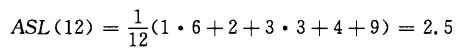 ASL(12) = 1/12(1・6+2+3・3+4+9) = 2.5